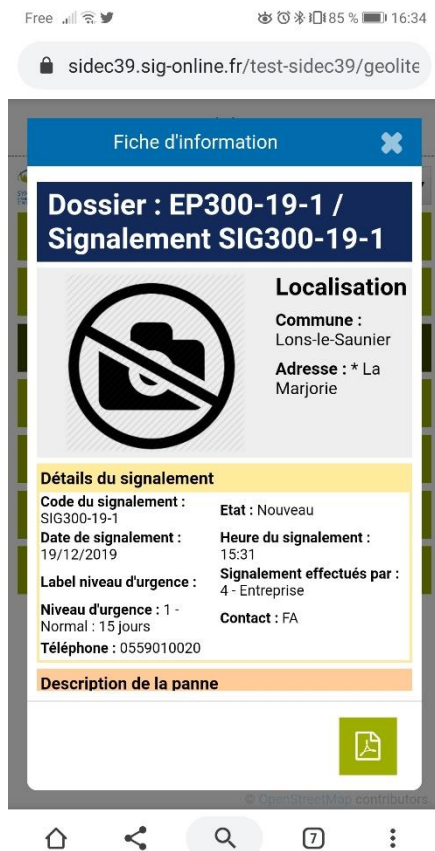 Free 85 % 16:34
sidec39.sig-online.fr/test-sidec39/geolite
Fiche d'information
Dossier : EP300-19-1 /
Signalement SIG300-19-1
Localisation
Commune :
Lons-le-Saunier
Adresse : * La
Marjorie
Détails du signalement
Code du signalement :
SIG300-19-1
Etat : Nouveau
Date de signalement :
19/12/2019
Heure du signalement :
15:31
Label niveau d'urgence :
Signalement effectués par :
4 - Entreprise
Niveau d'urgence : 1 -
Normal : 15 jours
Contact : FA
Téléphone : 0559010020
Description de la panne
© OpenStreetMap contributors.
7